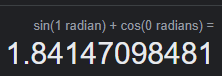 sin(1 radian) + cos(0 radians) =
1.84147098481